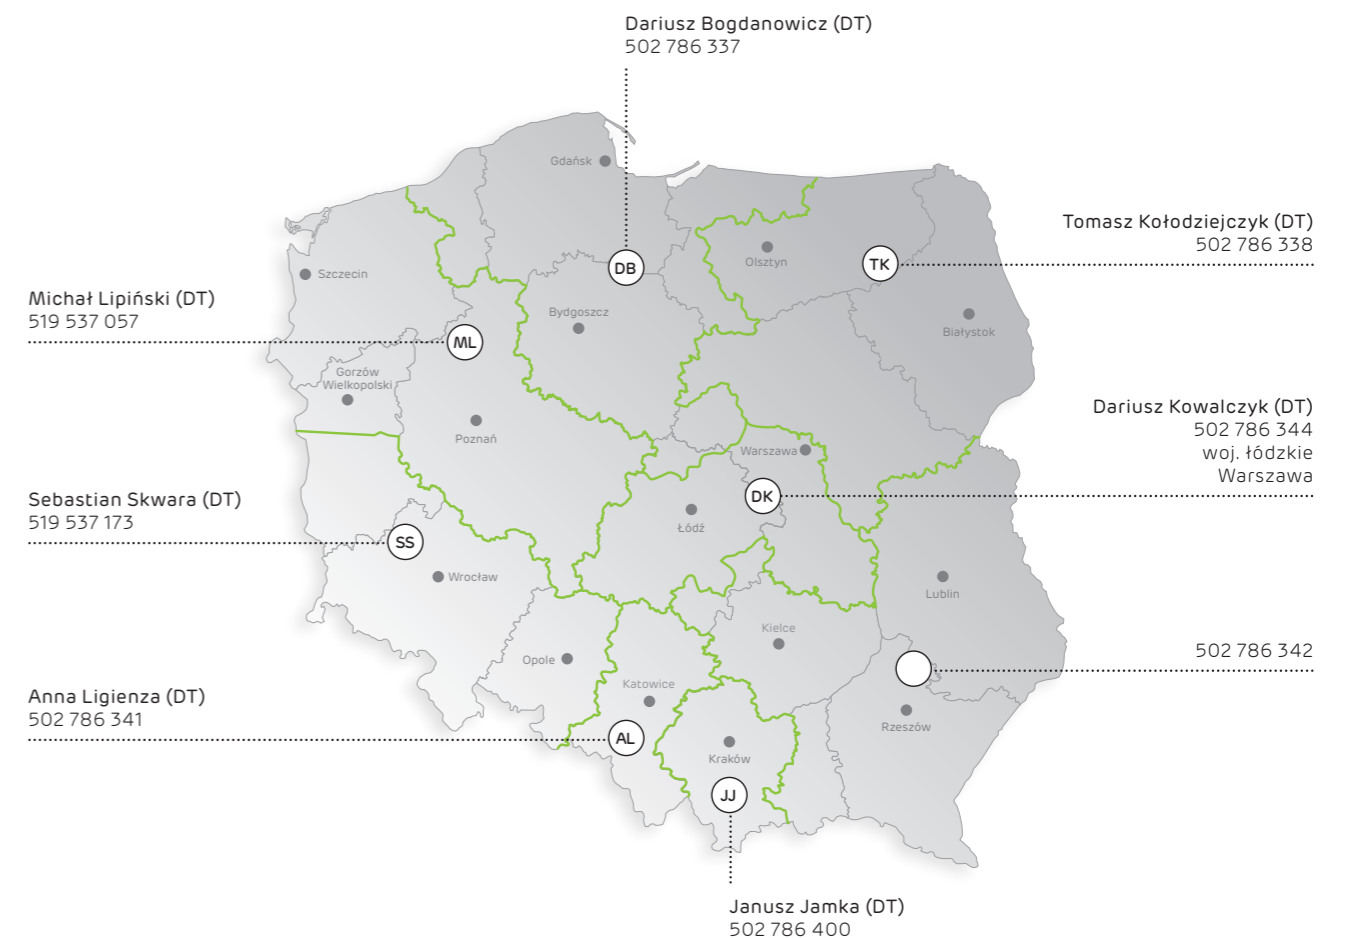 Dariusz Bogdanowicz (DT)
502 786 337
Gdańsk
Tomasz Kołodziejczyk (DT)
502 786 338
Olsztyn
TK
DB
Szczecin
Michał Lipiński (DT)
519 537 057
Bydgoszcz
Białystok
ML
Gorzów
Wielkopolski
Dariusz Kowalczyk (DT)
502 786 344
woj. łódzkie
Warszawa
Poznań
Warszawa
Sebastian Skwara (DT)
519 537 173
DK
Łódź
SS
Wrocław
Lublin
Kielce
502 786 342
Opole
Katowice
Anna Ligienza (DT)
502 786 341
Rzeszów
AL
Kraków
JJ
Janusz Jamka (DT)
502 786 400